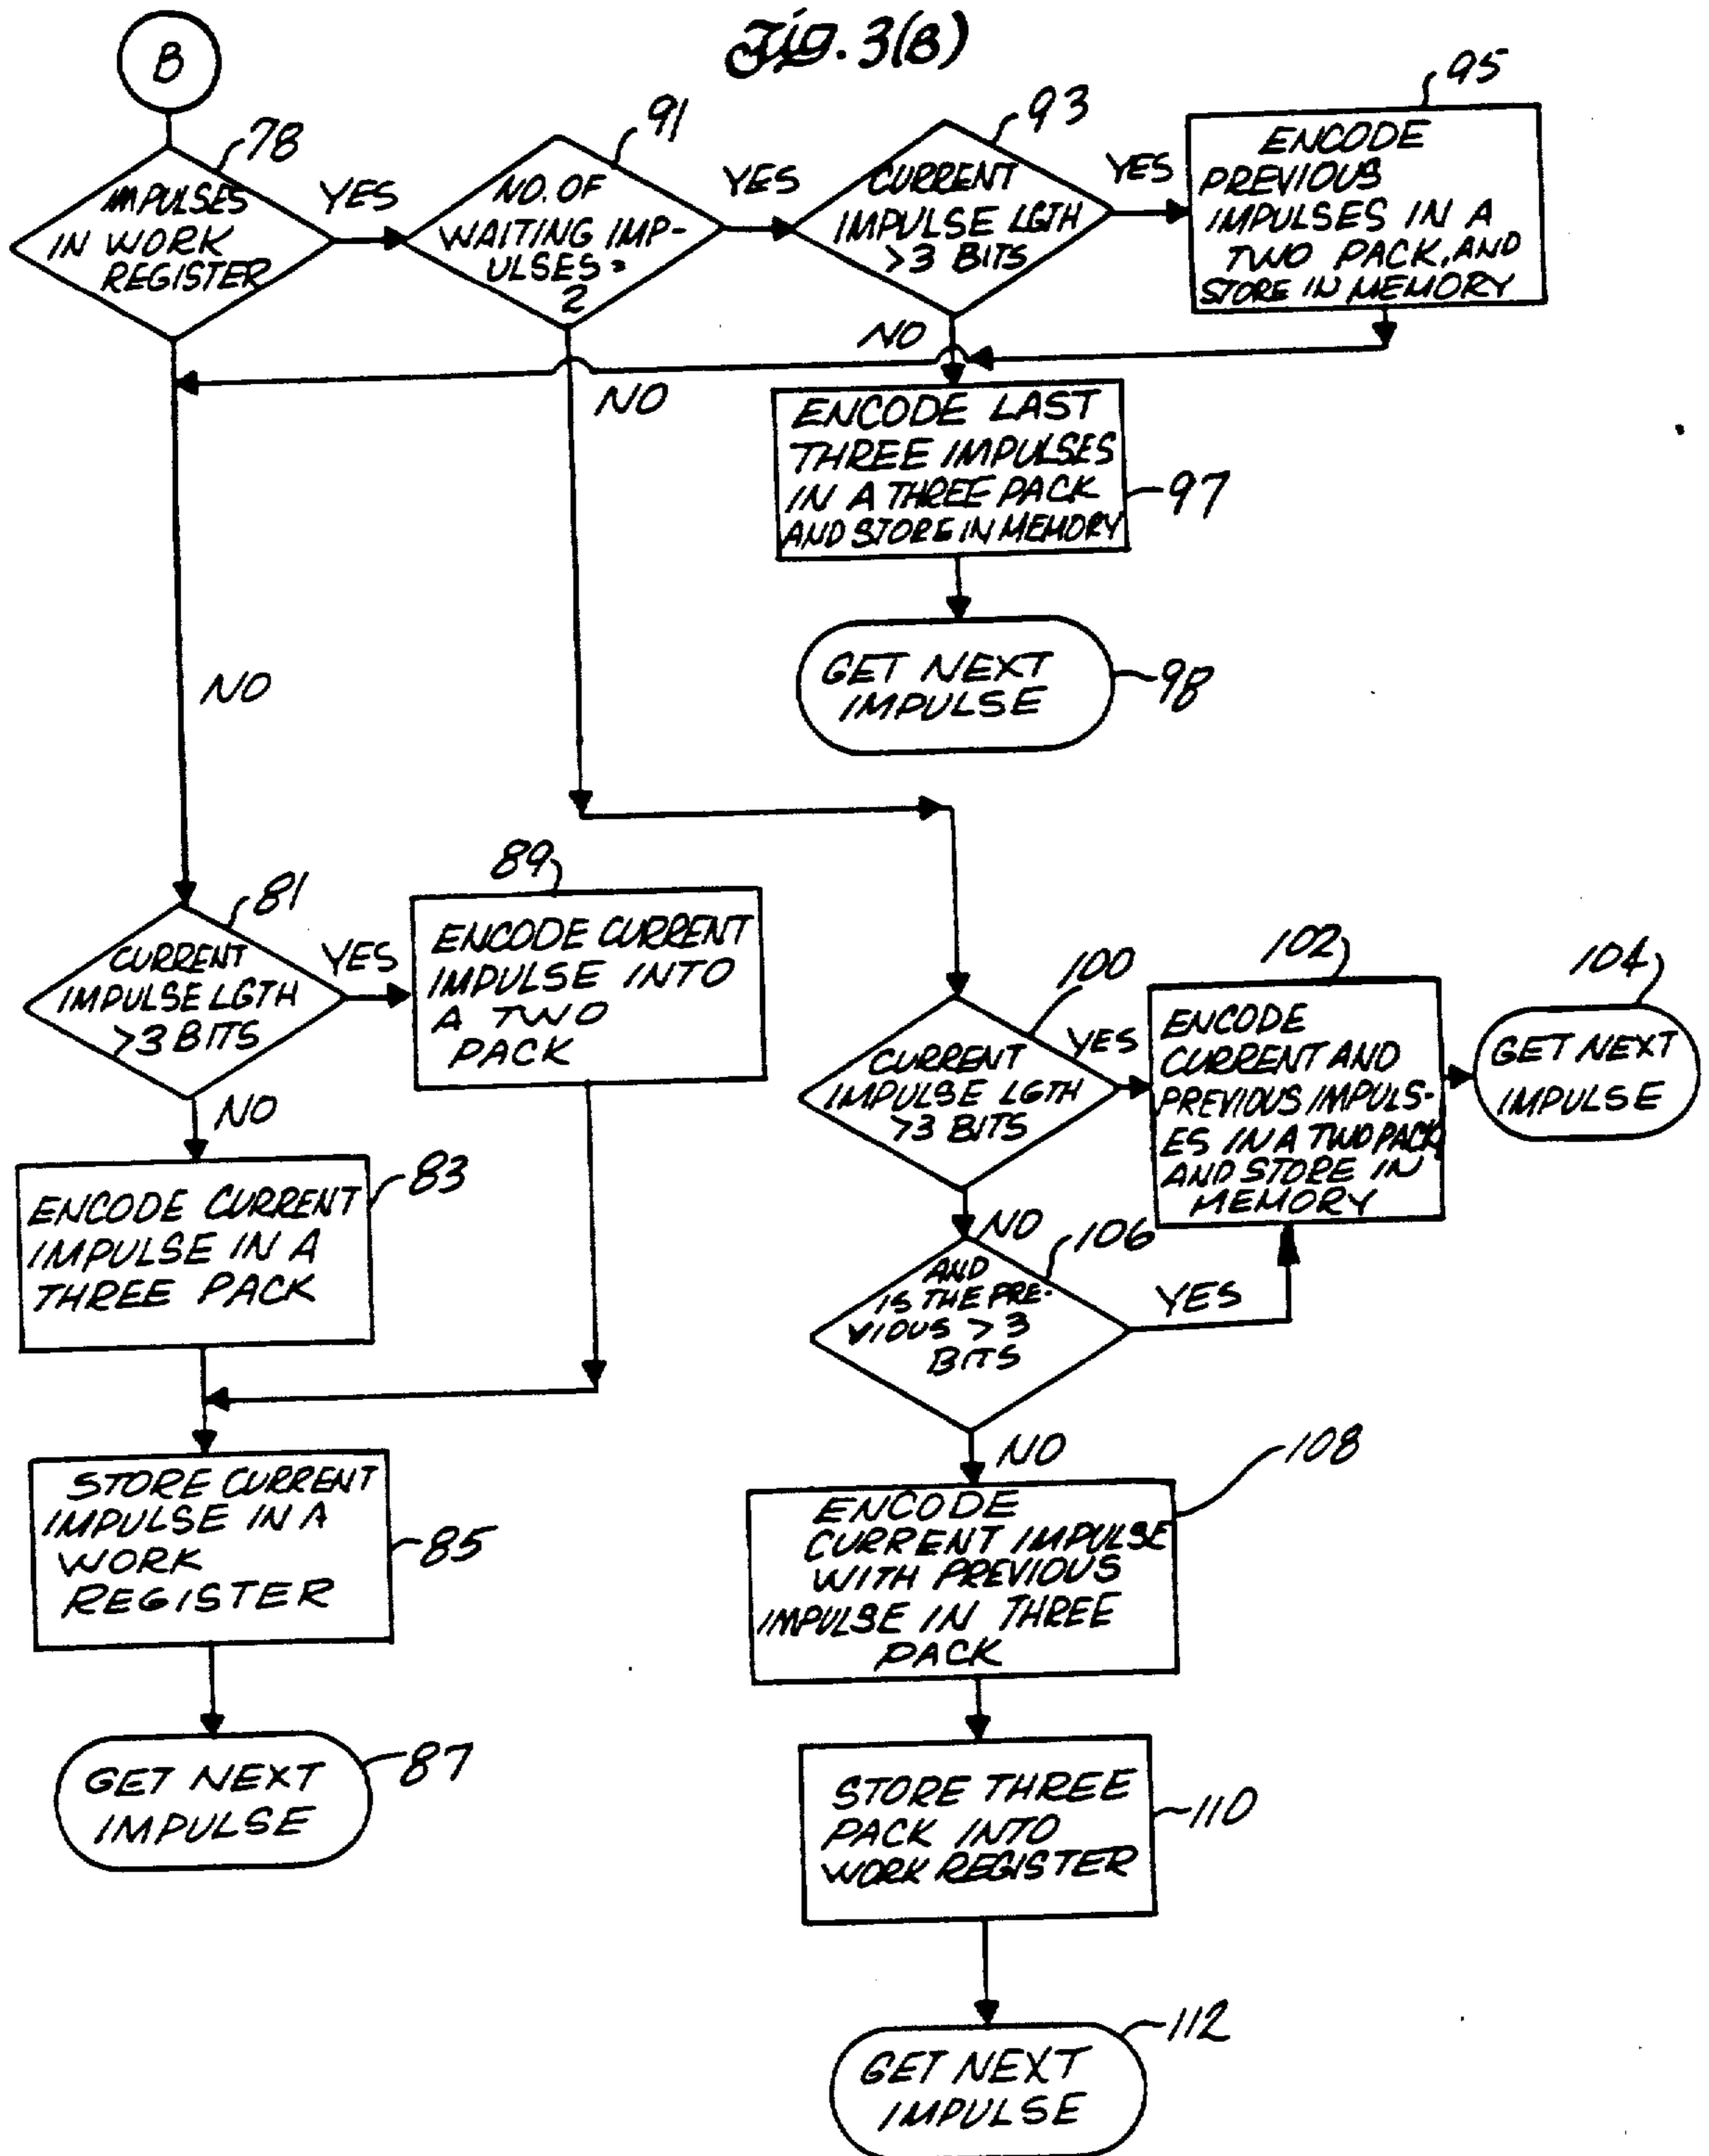 Fig. 3(B)
B
78
IMPULSES
IN WORK
REGISTER
YES
91
NO. OF
WAITING IMP-
ULSES =
2
YES
93
CURRENT
IMPULSE LGTH
>3 BITS
YES
95
ENCODE
PREVIOUS
IMPULSES IN A
TWO PACK, AND
STORE IN MEMORY
NO
NO
ENCODE LAST
THREE IMPULSES
IN A THREE PACK
AND STORE IN MEMORY
97
GET NEXT
IMPULSE
98
NO
81
CURRENT
IMPULSE LGTH
>3 BITS
YES
89
ENCODE CURRENT
IMPULSE INTO
A TWO
PACK
NO
83
ENCODE CURRENT
IMPULSE IN A
THREE PACK
STORE CURRENT
IMPULSE IN A
WORK
REGISTER
85
GET NEXT
IMPULSE
87
100
CURRENT
IMPULSE LGTH
>3 BITS
YES
102
ENCODE
CURRENT AND
PREVIOUS IMPULS-
ES IN A TWO PACK
AND STORE IN
MEMORY
104
GET NEXT
IMPULSE
NO
106
AND
IS THE PRE-
VIOUS > 3
BITS
YES
NO
108
ENCODE
CURRENT IMPULSE
WITH PREVIOUS
IMPULSE IN THREE
PACK
STORE THREE
PACK INTO
WORK REGISTER
110
GET NEXT
IMPULSE
112